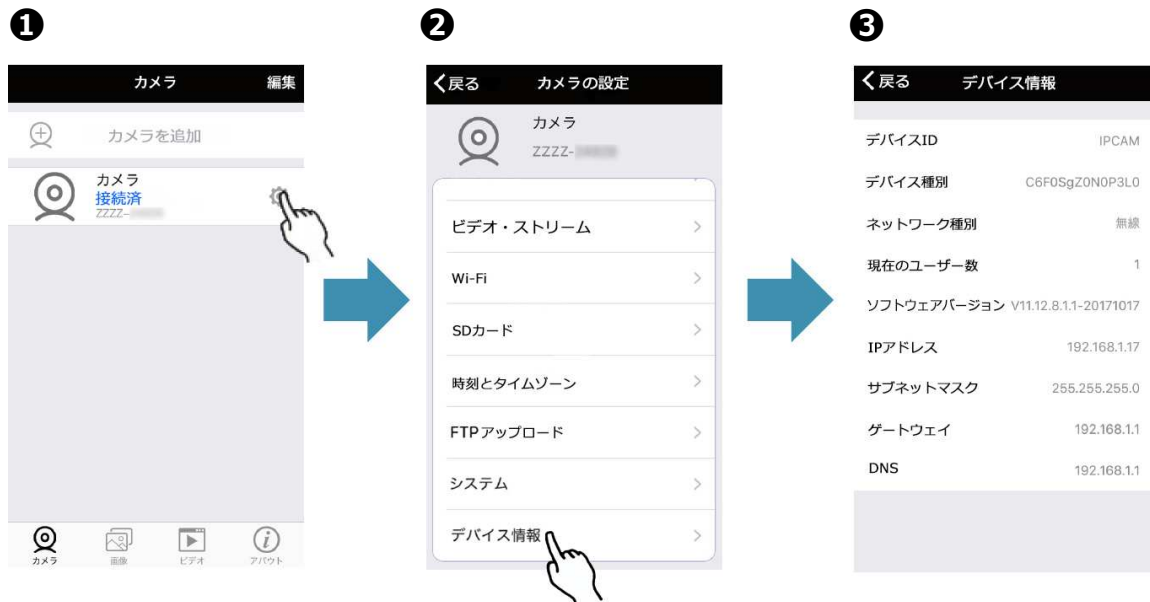 ❶
カメラ 編集
カメラを追加
カメラ
接続済
ZZZZ-
カメラ
画像
ビデオ
アバウト
❷
戻る カメラの設定
カメラ
ZZZZ-
ビデオ・ストリーム
Wi-Fi
SDカード
時刻とタイムゾーン
FTPアップロード
システム
デバイス情報
❸
戻る デバイス情報
デバイスID IPCAM
デバイス種別 C6F0SgZ0N0P3L0
ネットワーク種別 無線
現在のユーザー数 1
ソフトウェアバージョン V11.12.8.1.1-20171017
IPアドレス 192.168.1.17
サブネットマスク 255.255.255.0
ゲートウェイ 192.168.1.1
DNS 192.168.1.1